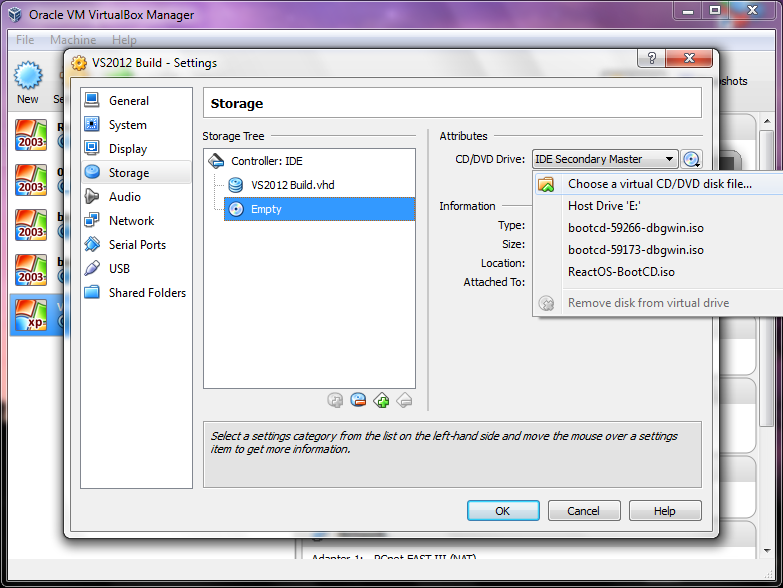 Oracle VM VirtualBox Manager
File Machine Help
VS2012 Build - Settings
New
General
System
Display
Storage
Audio
Network
Serial Ports
USB
Shared Folders
Storage
Storage Tree
Controller: IDE
VS2012 Build.vhd
Empty
Attributes
CD/DVD Drive: IDE Secondary Master
Choose a virtual CD/DVD disk file...
Host Drive 'E:'
bootcd-59266-dbgwin.iso
bootcd-59173-dbgwin.iso
ReactOS-BootCD.iso
Remove disk from virtual drive
Information
Type:
Size:
Location:
Attached To:
Select a settings category from the list on the left-hand side and move the mouse over a settings
item to get more information.
OK Cancel Help
2003
2003
2003
2003
xp
Adapter 1: PCnet-FAST III (NAT)